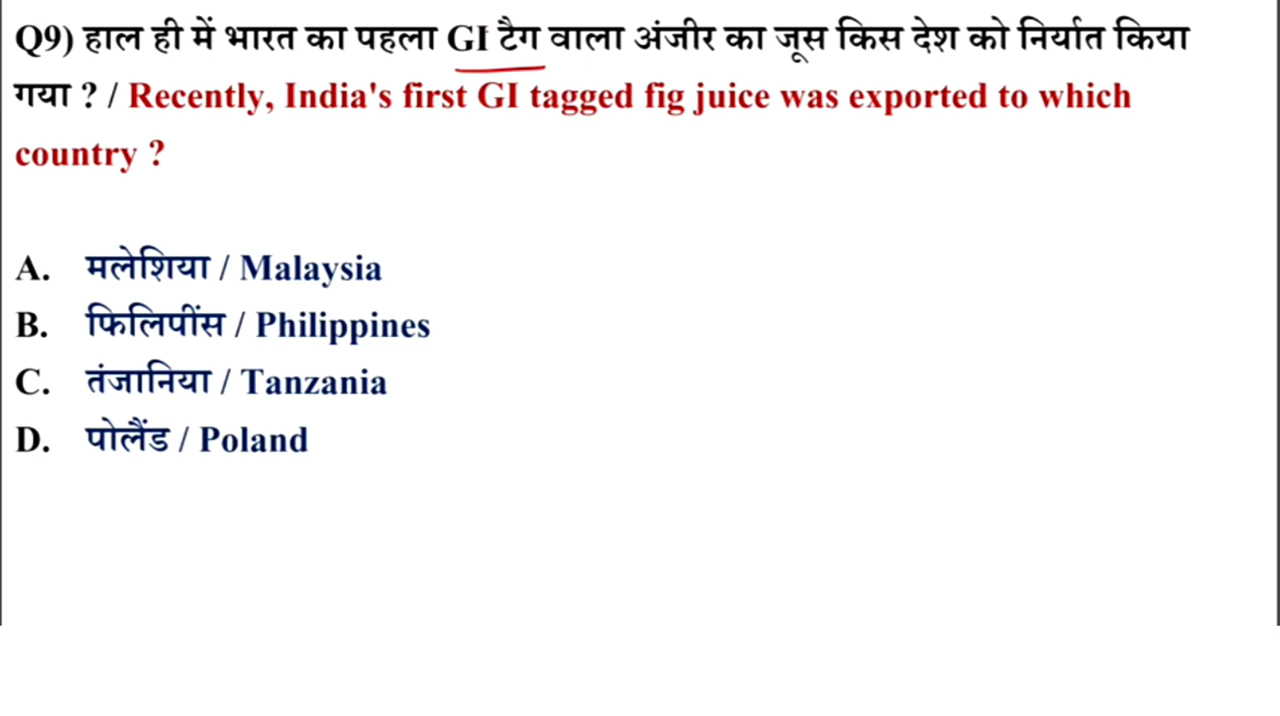 Q9) हाल ही में भारत का पहला GI टैग वाला अंजीर का जूस किस देश को निर्यात किया
गया ? / Recently, India's first GI tagged fig juice was exported to which
country ?
A. मलेशिया / Malaysia
B. फिलिपींस / Philippines
C. तंजानिया / Tanzania
D. पोलैंड / Poland